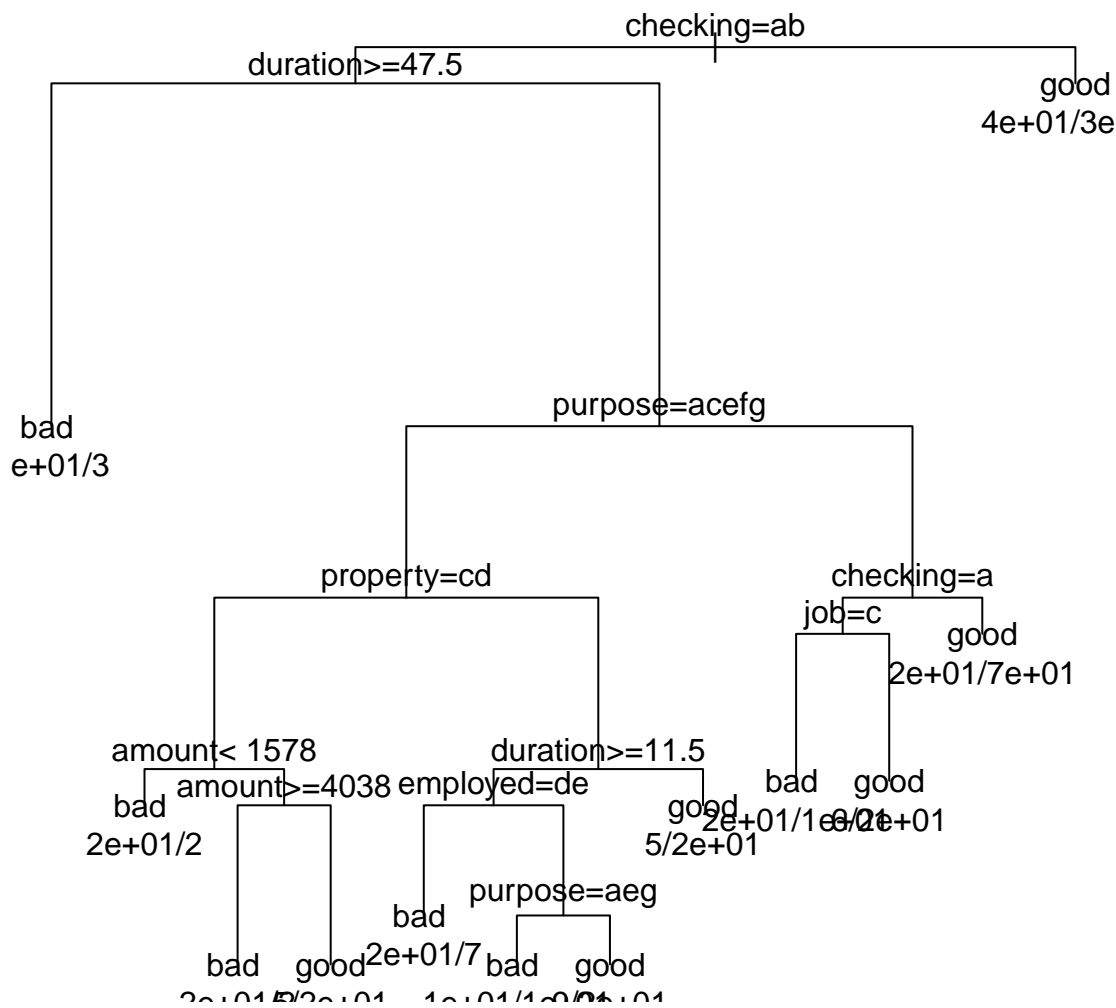 checking=ab
duration>=47.5
good
4e+01/3e
purpose=acefg
bad
e+01/3
property=cd
checking=a
job=c
good
2e+01/7e+01
amount< 1578
duration>=11.5
amount>=4038
employed=de
bad
2e+01/2
good
5/2e+01
bad
good
purpose=aeg
bad
2e+01/7
bad
good
bad
good